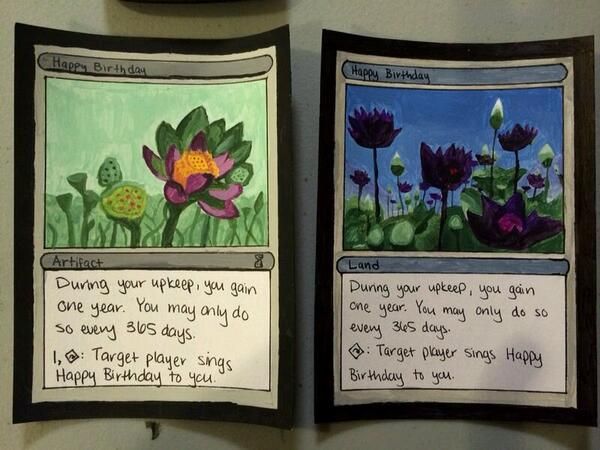 Happy Birthday
Artifact
During your upkeep, you gain
one year. You may only do
so every 365 days.
1, : Target player sings
Happy Birthday to you.
Happy Birthday
Land
During your upkeep, you gain
one year. You may only do
so every 365 days.
: Target player sings Happy
Birthday to you.